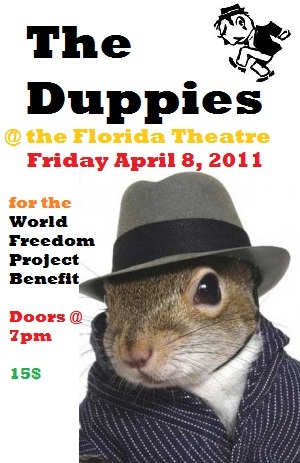 The
Duppies
@ the Florida Theatre
Friday April 8, 2011
for the
World
Freedom
Project
Benefit
Doors @
7pm
15$